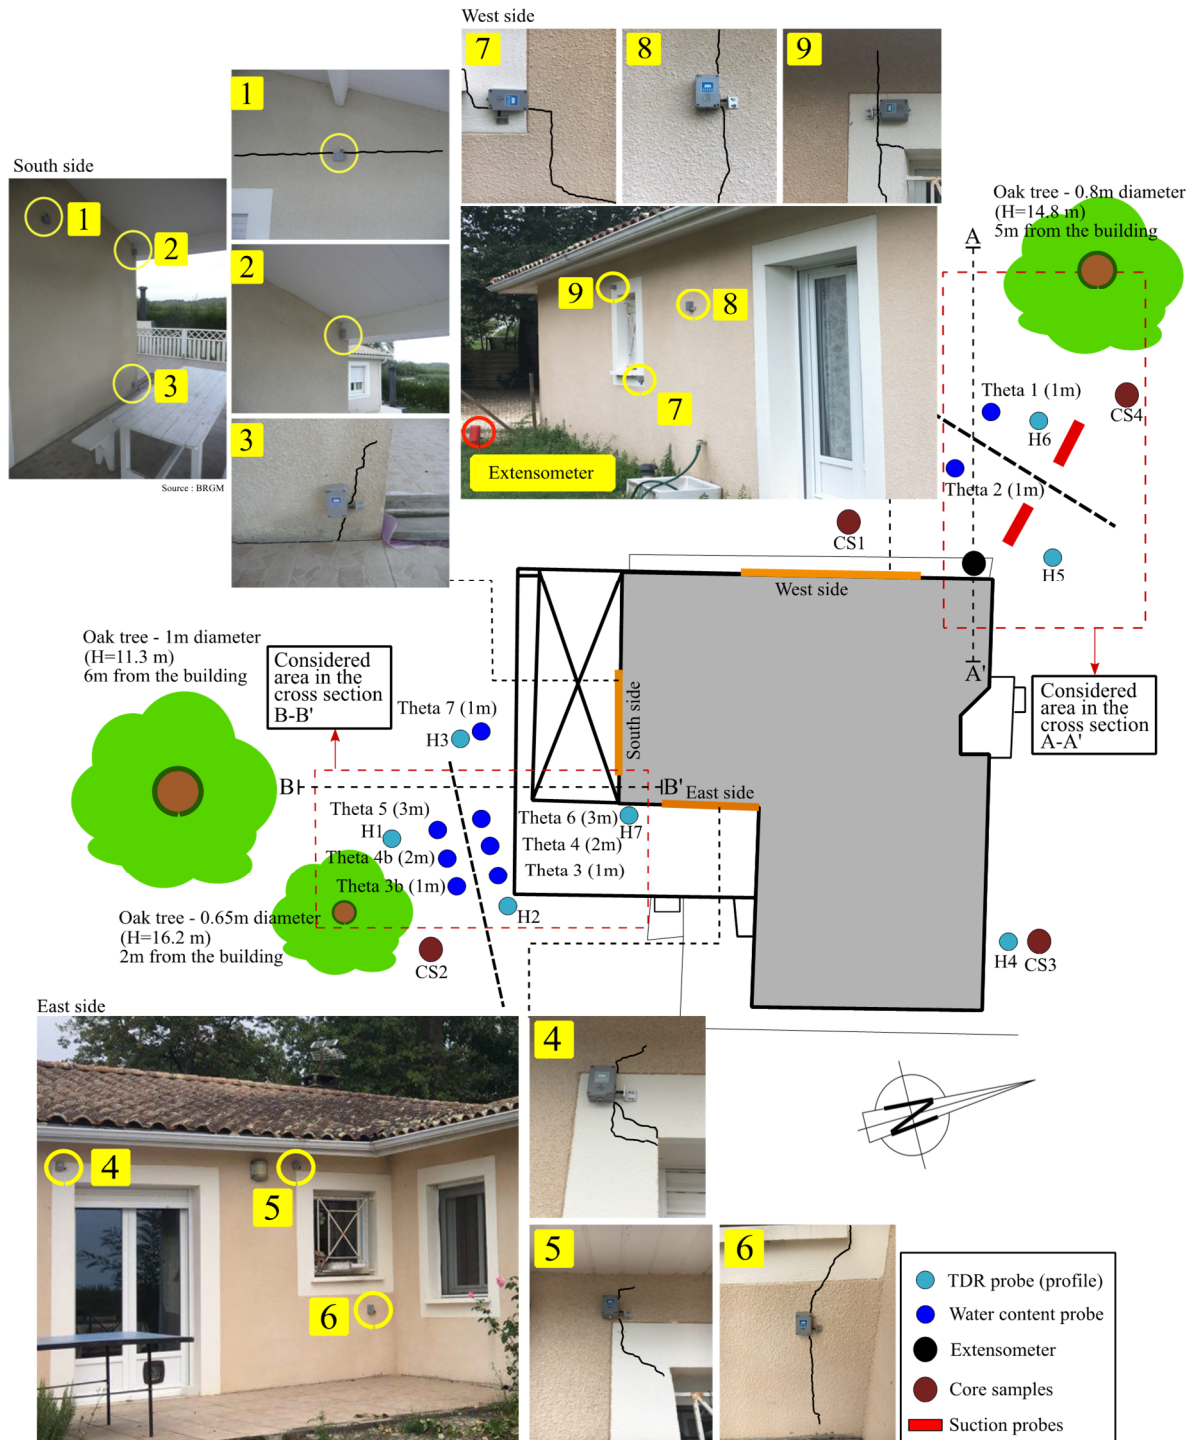 West side
7
8
9
1
South side
1
2
3
Source : BRGM
2
3
9
8
7
Extensometer
Oak tree - 0.8m diameter
(H=14.8 m)
5m from the building
A
Theta 1 (1m)
H6
CS4
Theta 2 (1m)
H5
CS1
West side
A'
Considered
area in the
cross section
A-A'
Oak tree - 1m diameter
(H=11.3 m)
6m from the building
Considered
area in the
cross section
B-B'
Theta 7 (1m)
H3
South side
B
B'
East side
Theta 5 (3m)
H1
Theta 6 (3m)
H7
Theta 4b (2m)
Theta 4 (2m)
Theta 3b (1m)
Theta 3 (1m)
H2
Oak tree - 0.65m diameter
(H=16.2 m)
2m from the building
CS2
H4
CS3
East side
4
5
6
4
5
6
N
TDR probe (profile)
Water content probe
Extensometer
Core samples
Suction probes